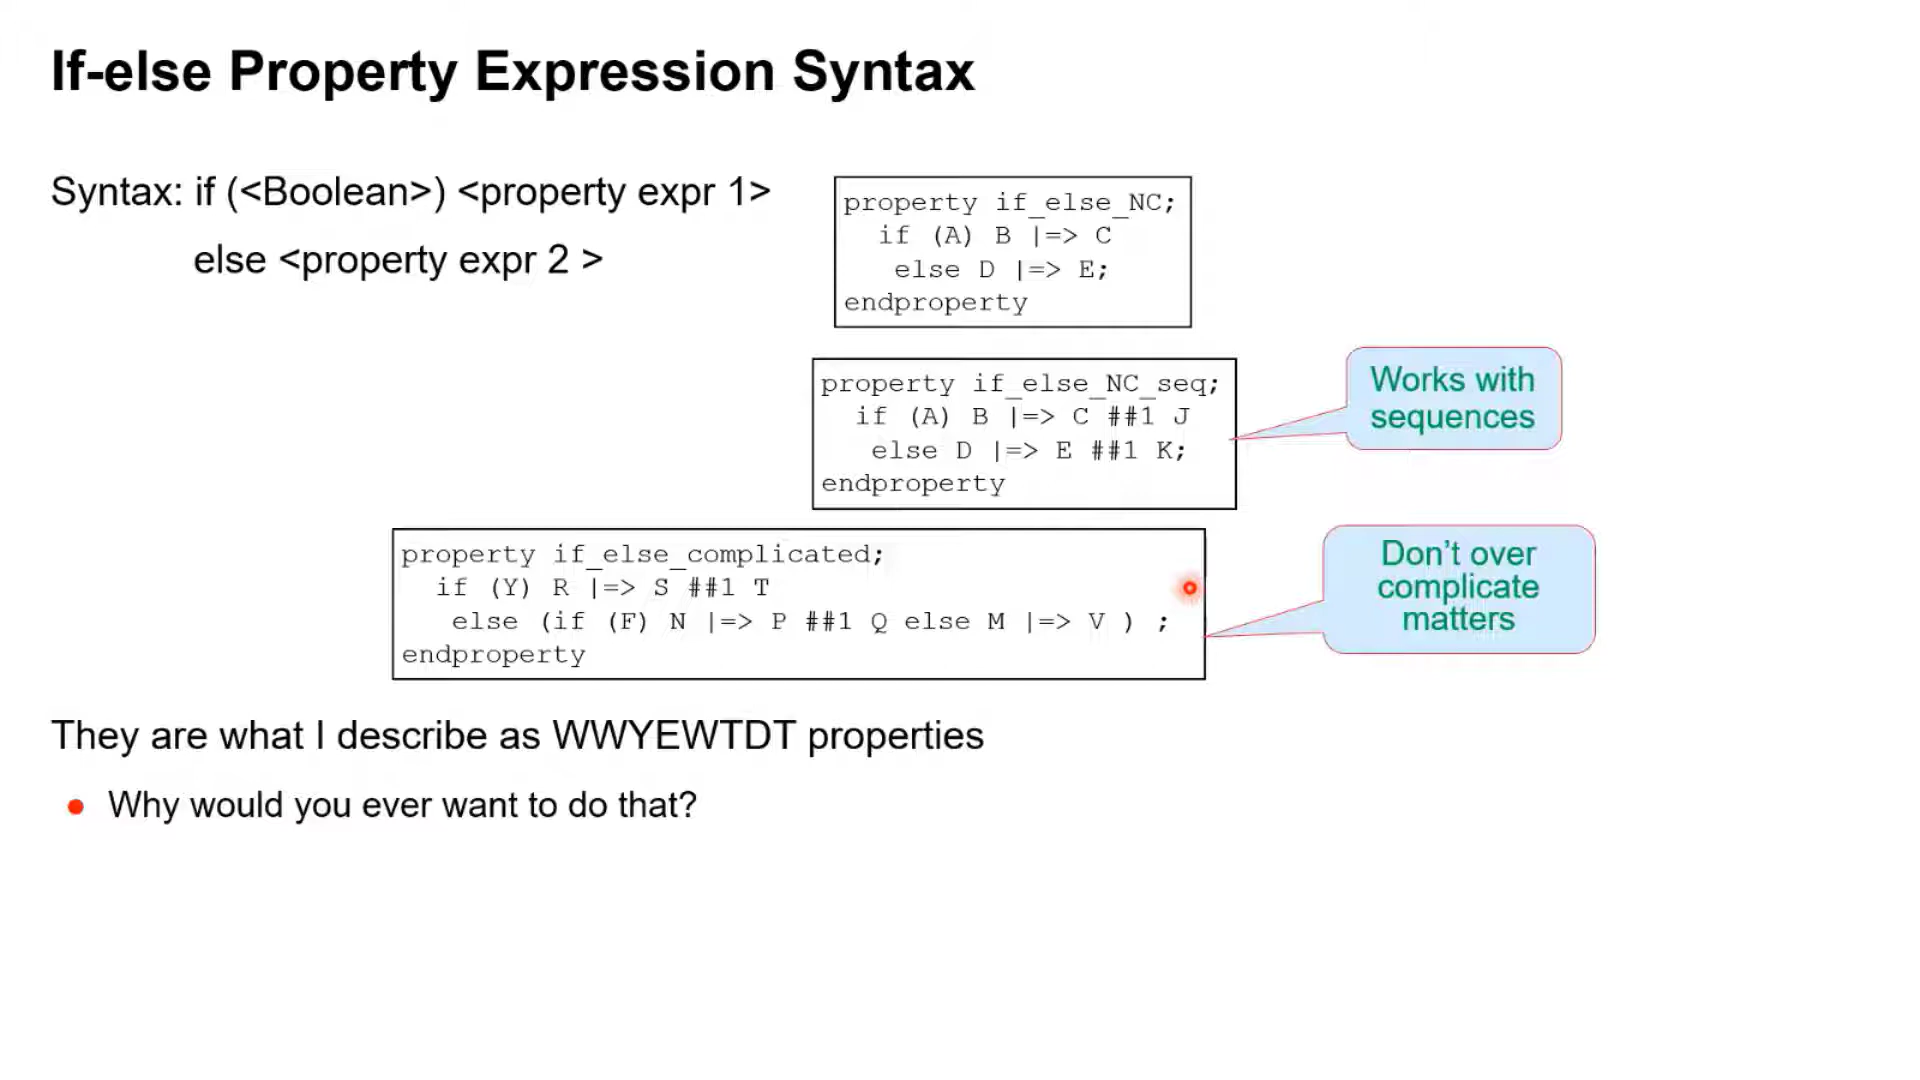 If-else Property Expression Syntax
Syntax: if (<Boolean>) <property expr 1>
else <property expr 2 >
property if_else_NC;
if (A) B |=> C
else D |=> E;
endproperty
property if_else_NC_seq;
if (A) B |=> C ##1 J
else D |=> E ##1 K;
endproperty
Works with
sequences
property if_else_complicated;
if (Y) R |=> S ##1 T
else (if (F) N |=> P ##1 Q else M |=> V ) ;
endproperty
Don’t over
complicate
matters
They are what I describe as WWYEWTDT properties
● Why would you ever want to do that?